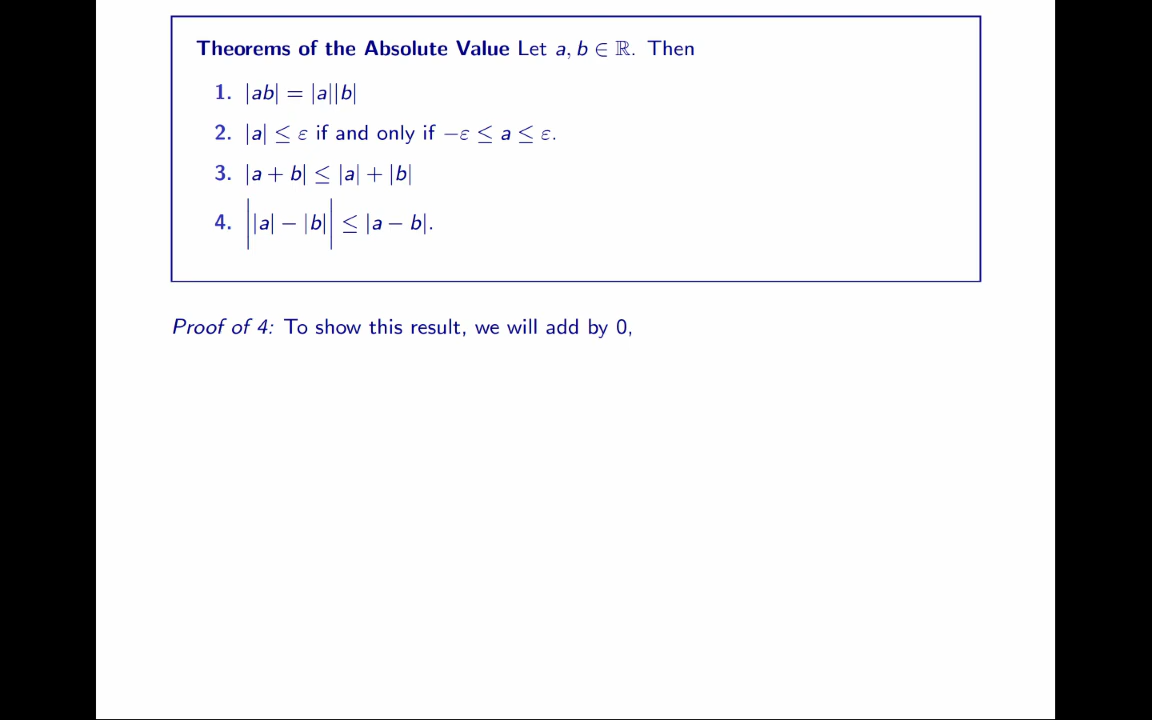 Theorems of the Absolute Value Let a, b ∈ ℝ. Then
1. |ab| = |a||b|
2. |a| ≤ ε if and only if −ε ≤ a ≤ ε.
3. |a + b| ≤ |a| + |b|
4. ||a| − |b|| ≤ |a − b|.
Proof of 4: To show this result, we will add by 0,